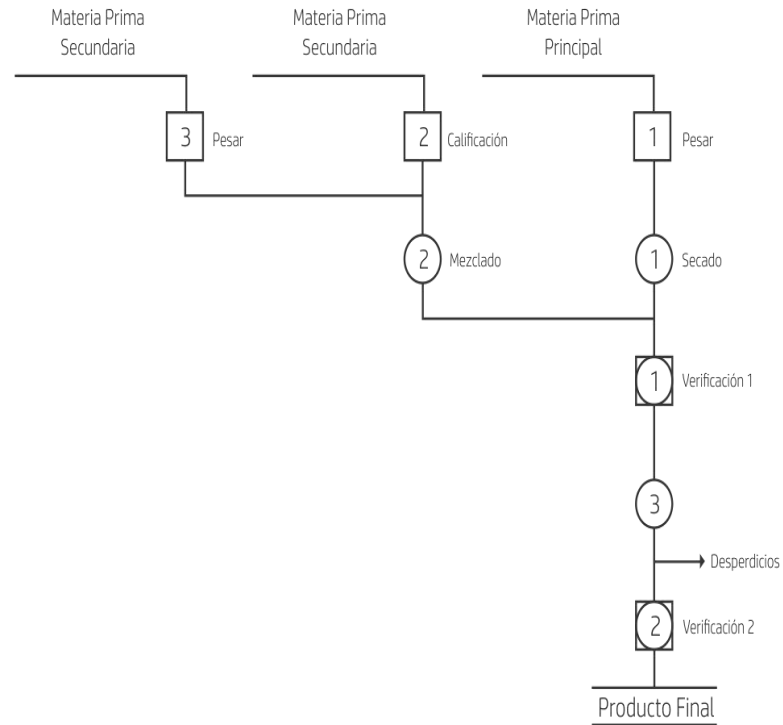 Materia Prima
Secundaria
Materia Prima
Secundaria
Materia Prima
Principal
3 Pesar
2 Calificación
1 Pesar
2 Mezclado
1 Secado
1 Verificación 1
3
Desperdicios
2 Verificación 2
Producto Final